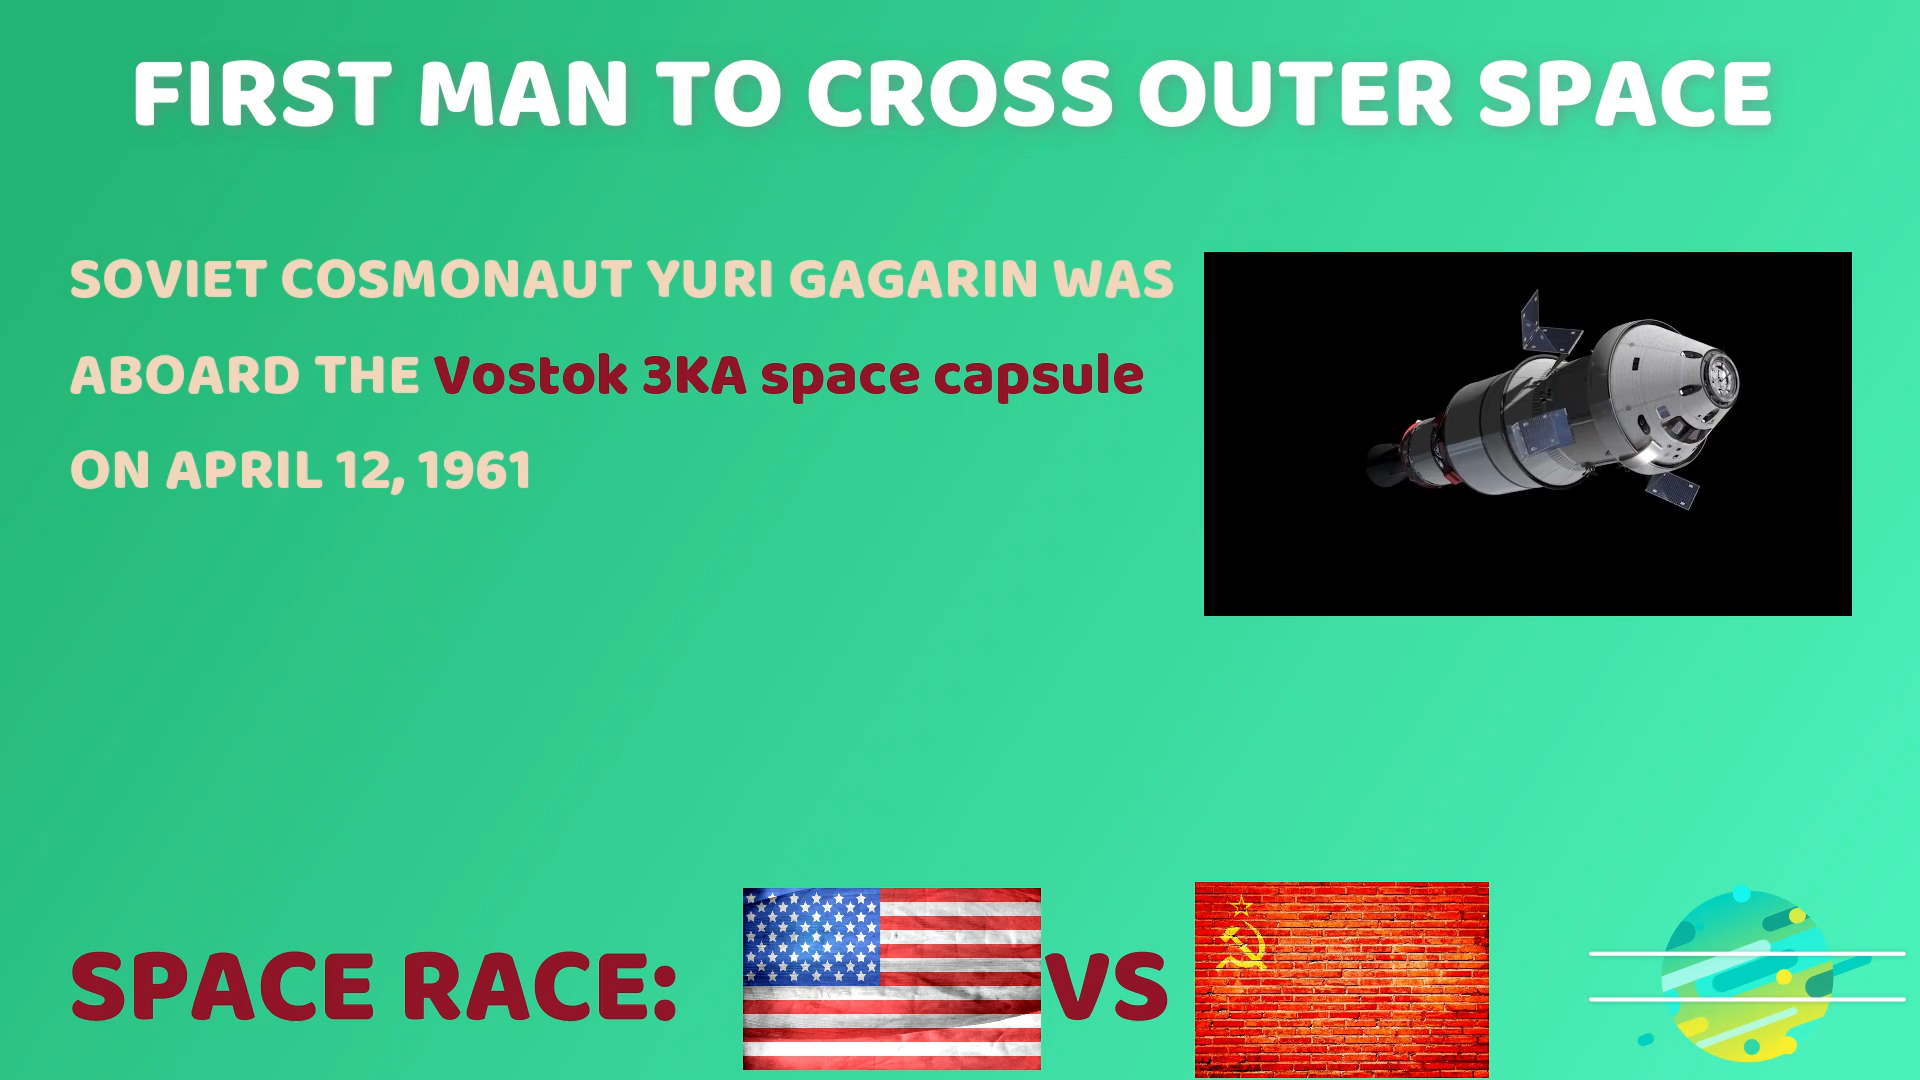 FIRST MAN TO CROSS OUTER SPACE
SOVIET COSMONAUT YURI GAGARIN WAS
ABOARD THE Vostok 3KA space capsule
ON APRIL 12, 1961
SPACE RACE: VS